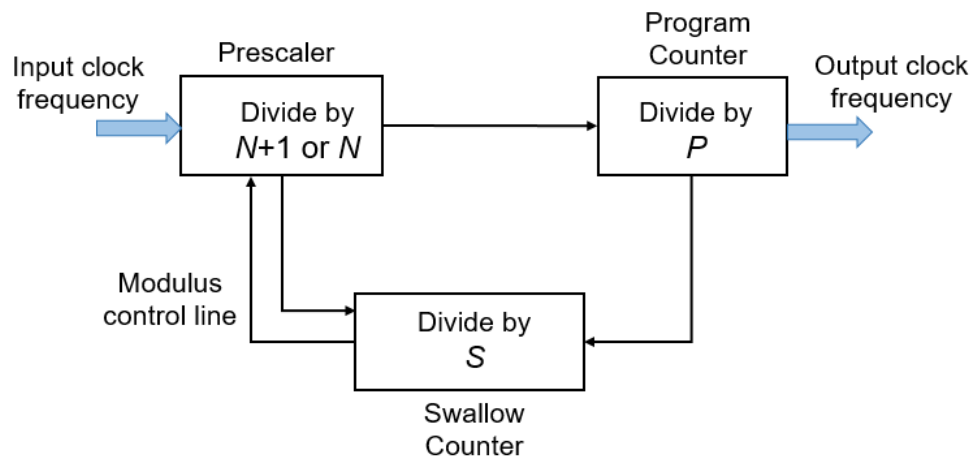 Input clock
frequency
Prescaler
Divide by
N+1 or N
Program
Counter
Divide by
P
Output clock
frequency
Modulus
control line
Divide by
S
Swallow
Counter